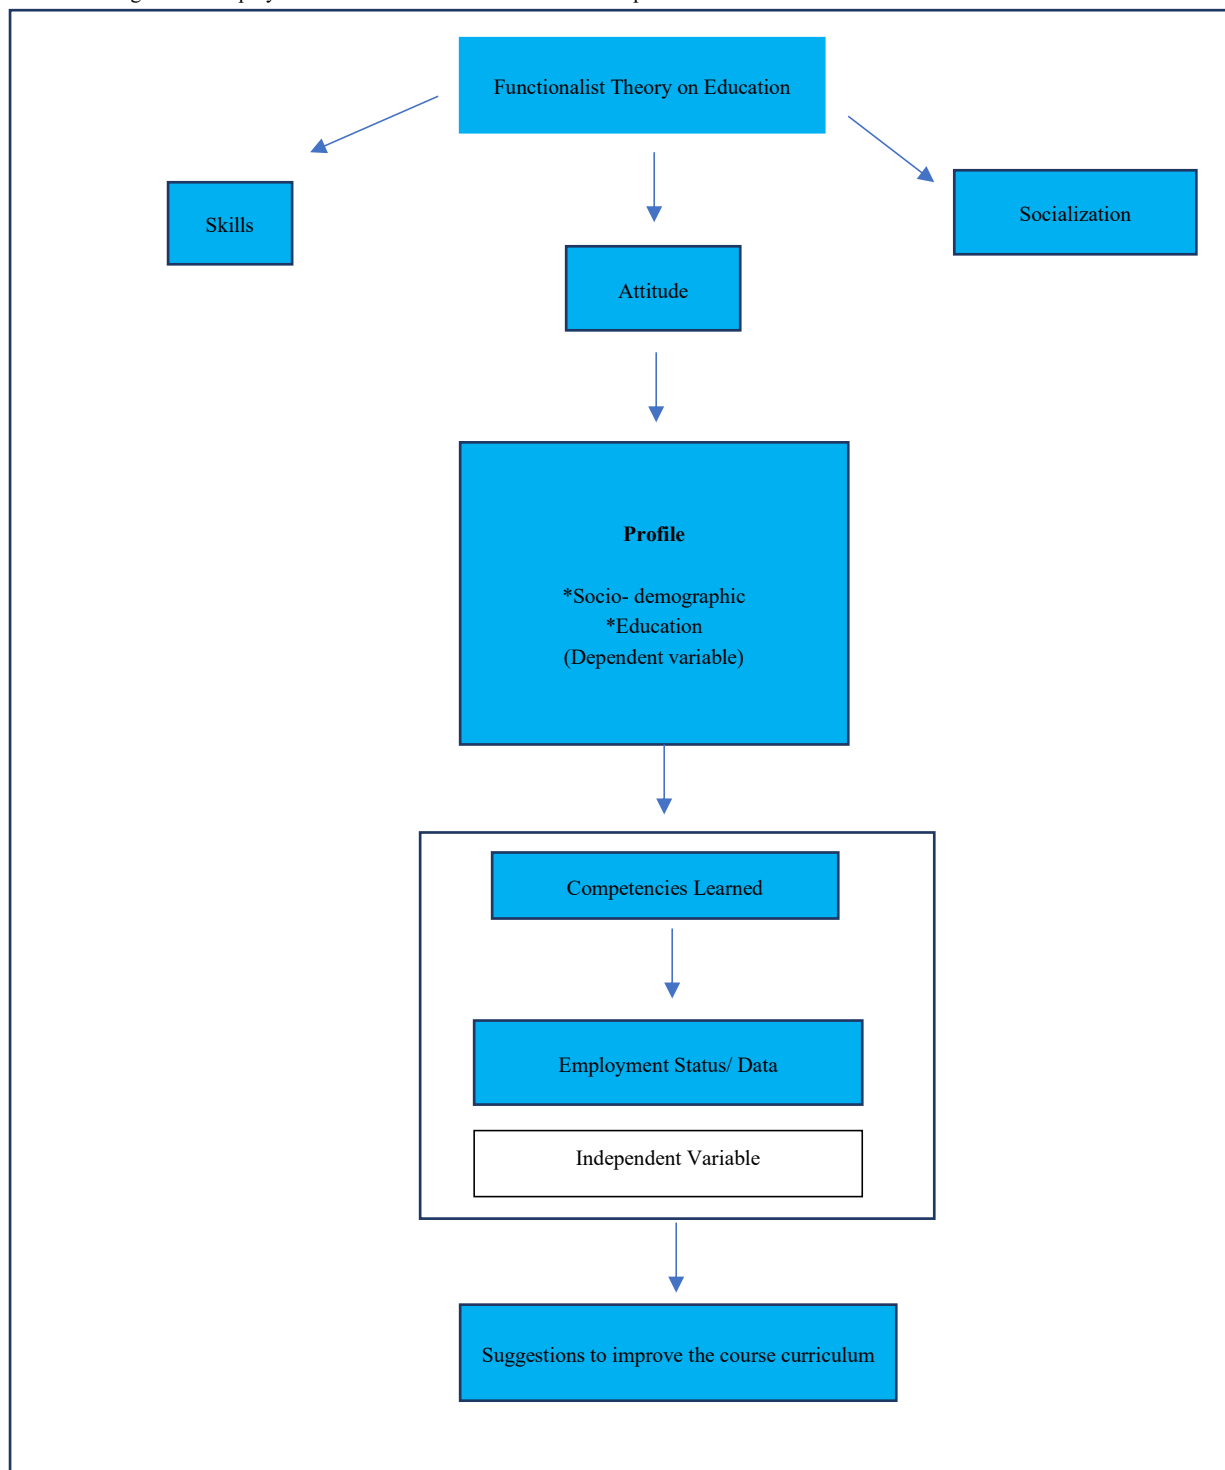 Functionalist Theory on Education
Skills
Socialization
Attitude
Profile
*Socio- demographic
*Education
(Dependent variable)
Competencies Learned
Employment Status/ Data
Independent Variable
Suggestions to improve the course curriculum